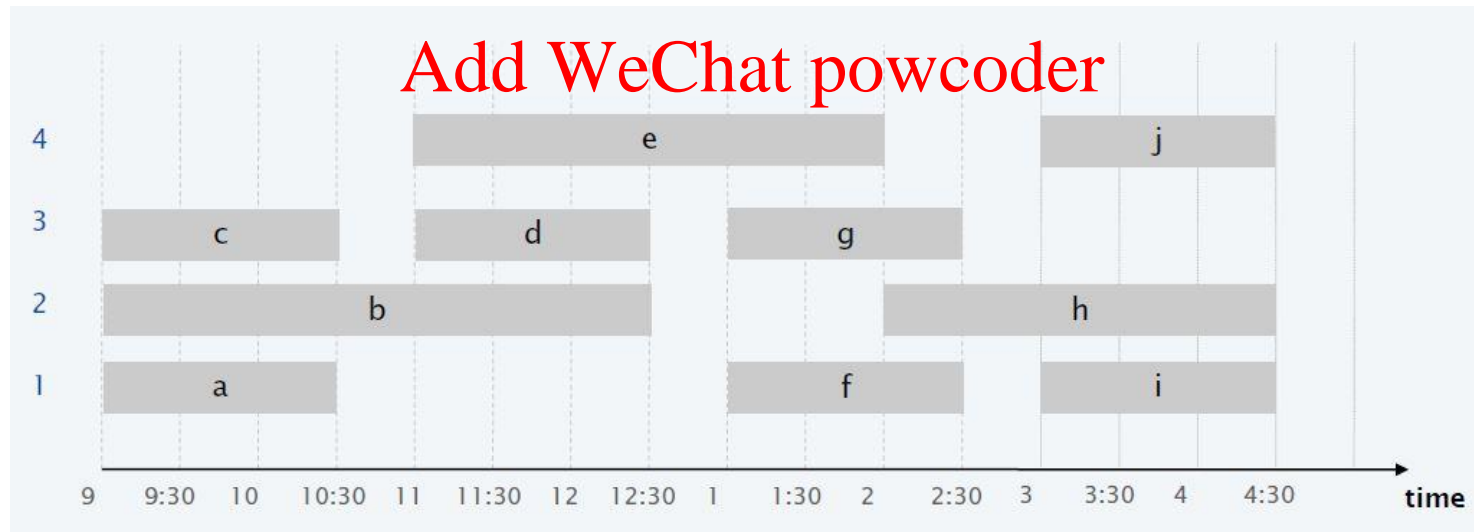 Add WeChat powcoder
4 e j
3 c d g
2 b h
1 a f i
9 9:30 10 10:30 11 11:30 12 12:30 1 1:30 2 2:30 3 3:30 4 4:30 time